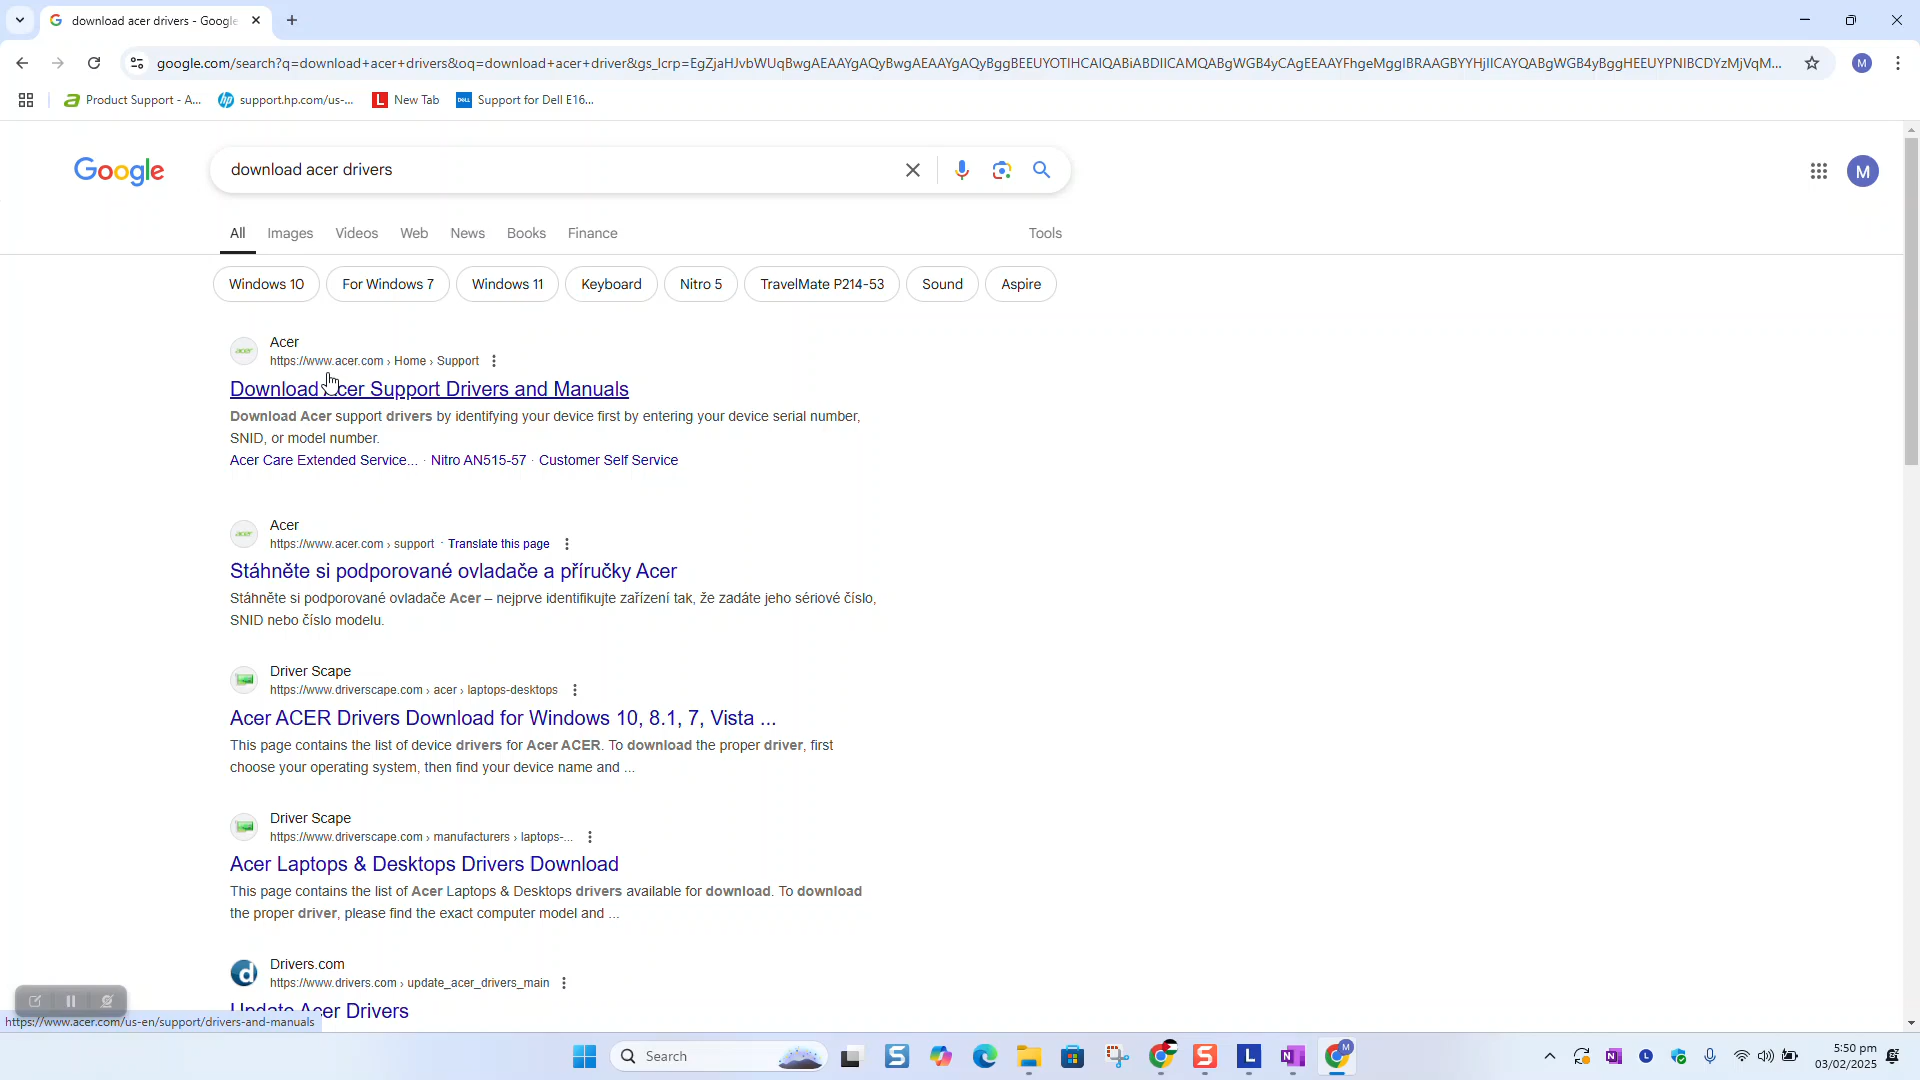 download acer drivers - Google
google.com/search?q=download+acer+drivers&oq=download+acer+driver&gs_lcrp=EgZjaHJvbWUqBwgAEAAYgAQyBwgAEAAYgAQyBggBEEUYOTIHCAIQABiABDIICAMQABgWGB4yCAgEEAAYFhgeMggIBRAAGBYYHjIICAYQABgWGB4yBggHEEUYPNIBCDYzMjVqM...
Product Support - A...
support.hp.com/us-...
New Tab
Support for Dell E16...
Google
download acer drivers
M
All Images Videos Web News Books Finance Tools
Windows 10 For Windows 7 Windows 11 Keyboard Nitro 5 TravelMate P214-53 Sound Aspire
Acer
https://www.acer.com › Home › Support
Download Acer Support Drivers and Manuals
Download Acer support drivers by identifying your device first by entering your device serial number,
SNID, or model number.
Acer Care Extended Service... · Nitro AN515-57 · Customer Self Service
Acer
https://www.acer.com › support · Translate this page
Stáhněte si podporované ovladače a příručky Acer
Stáhněte si podporované ovladače Acer – nejprve identifikujte zařízení tak, že zadáte jeho sériové číslo,
SNID nebo číslo modelu.
Driver Scape
https://www.driverscape.com › acer › laptops-desktops
Acer ACER Drivers Download for Windows 10, 8.1, 7, Vista ...
This page contains the list of device drivers for Acer ACER. To download the proper driver, first
choose your operating system, then find your device name and ...
Driver Scape
https://www.driverscape.com › manufacturers › laptops-...
Acer Laptops & Desktops Drivers Download
This page contains the list of Acer Laptops & Desktops drivers available for download. To download
the proper driver, please find the exact computer model and ...
Drivers.com
https://www.drivers.com › update_acer_drivers_main
Update Acer Drivers
https://www.acer.com/us-en/support/drivers-and-manuals
Search
5:50 pm
03/02/2025